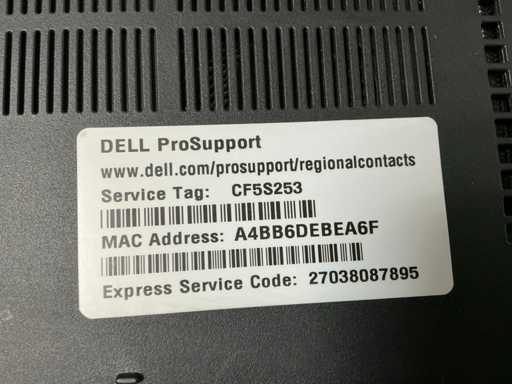 DELL ProSupport
www.dell.com/prosupport/regionalcontacts
Service Tag: CF5S253
MAC Address: A4BB6DEBEA6F
Express Service Code: 27038087895